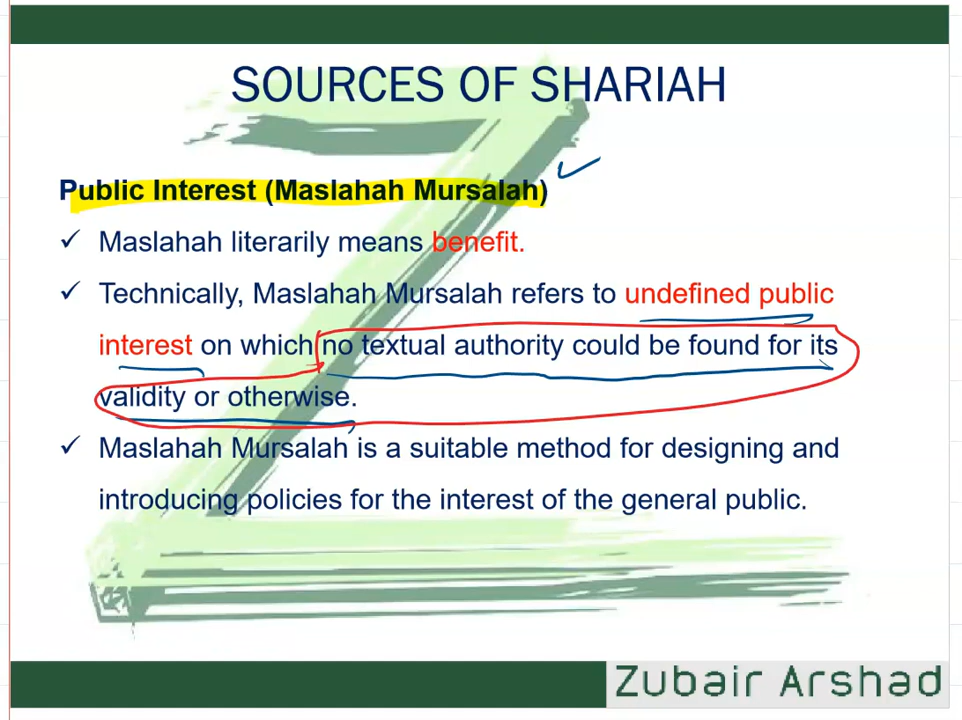 SOURCES OF SHARIAH
Public Interest (Maslahah Mursalah)
✓ Maslahah literarily means benefit.
✓ Technically, Maslahah Mursalah refers to undefined public
interest on which no textual authority could be found for its
validity or otherwise.
✓ Maslahah Mursalah is a suitable method for designing and
introducing policies for the interest of the general public.
Zubair Arshad